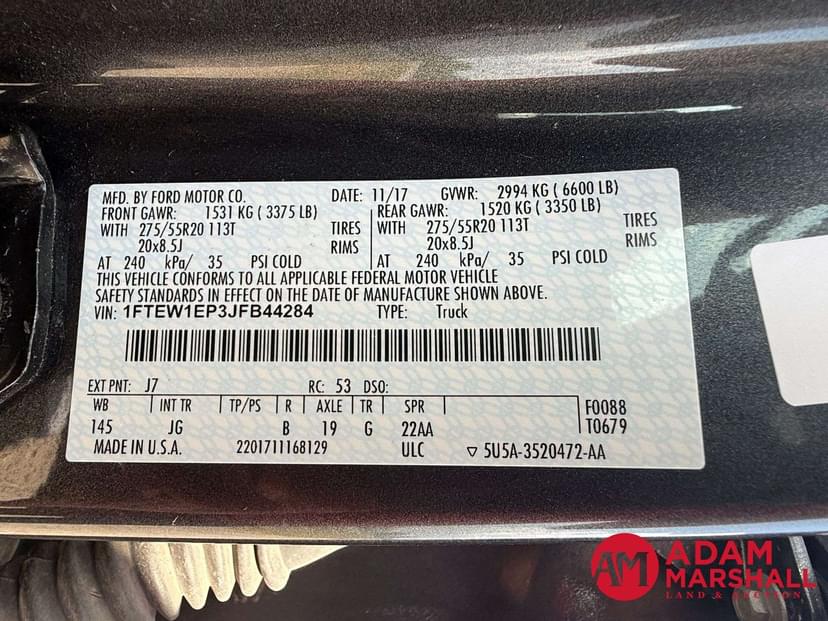 MFD. BY FORD MOTOR CO. DATE: 11/17 GVWR: 2994 KG ( 6600 LB)
FRONT GAWR: 1531 KG ( 3375 LB) REAR GAWR: 1520 KG ( 3350 LB)
WITH 275/55R20 113T TIRES WITH 275/55R20 113T TIRES
20x8.5J RIMS 20x8.5J RIMS
AT 240 kPa/ 35 PSI COLD AT 240 kPa/ 35 PSI COLD
THIS VEHICLE CONFORMS TO ALL APPLICABLE FEDERAL MOTOR VEHICLE
SAFETY STANDARDS IN EFFECT ON THE DATE OF MANUFACTURE SHOWN ABOVE.
VIN: 1FTEW1EP3JFB44284 TYPE: Truck
EXT PNT: J7 RC: 53 DSO:
WB INT TR TP/PS R AXLE TR SPR F0088
145 JG B 19 G 22AA T0679
MADE IN U.S.A. 2201711168129 ULC ▽ 5U5A-3520472-AA
AM ADAM
MARSHALL
LAND & AUCTION